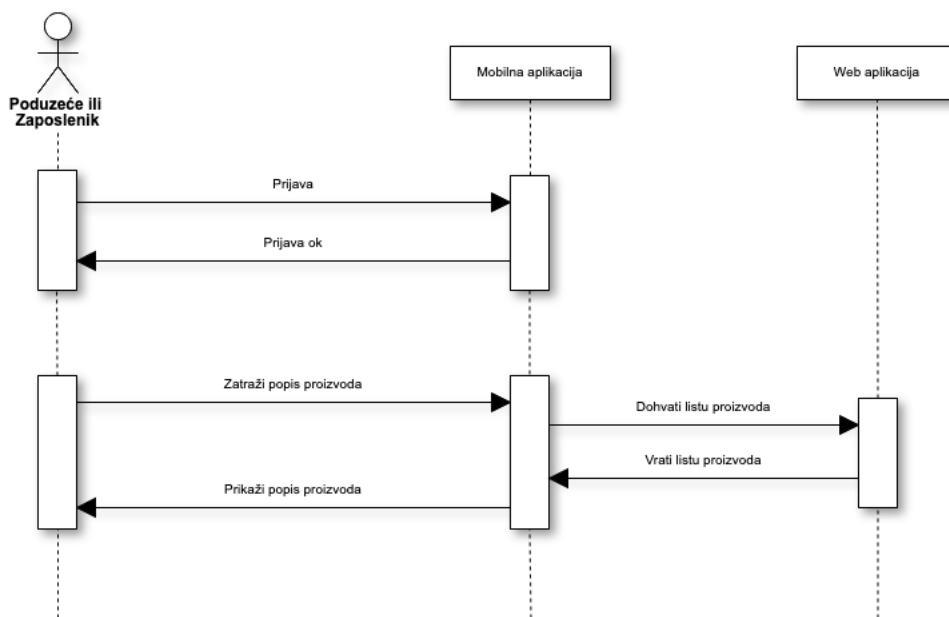 Poduzeće ili
Zaposlenik
Mobilna aplikacija
Web aplikacija
Prijava
Prijava ok
Zatraži popis proizvoda
Dohvati listu proizvoda
Vrati listu proizvoda
Prikaži popis proizvoda